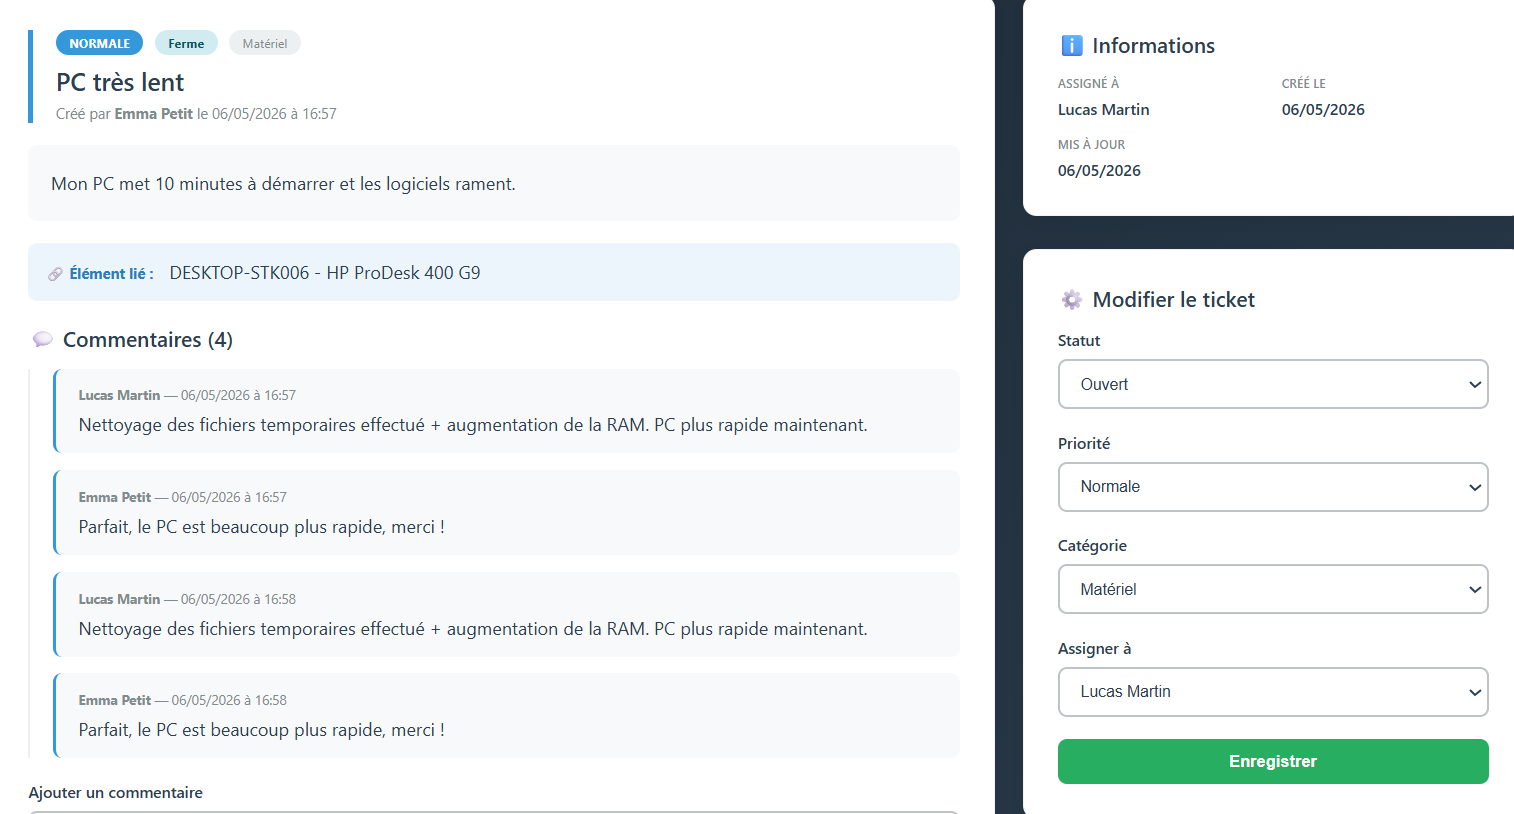 NORMALE Ferme Matériel
PC très lent
Créé par Emma Petit le 06/05/2026 à 16:57
Mon PC met 10 minutes à démarrer et les logiciels rament.
Élément lié : DESKTOP-STK006 - HP ProDesk 400 G9
Commentaires (4)
Lucas Martin — 06/05/2026 à 16:57
Nettoyage des fichiers temporaires effectué + augmentation de la RAM. PC plus rapide maintenant.
Emma Petit — 06/05/2026 à 16:57
Parfait, le PC est beaucoup plus rapide, merci !
Lucas Martin — 06/05/2026 à 16:58
Nettoyage des fichiers temporaires effectué + augmentation de la RAM. PC plus rapide maintenant.
Emma Petit — 06/05/2026 à 16:58
Parfait, le PC est beaucoup plus rapide, merci !
Ajouter un commentaire
Informations
ASSIGNÉ À
Lucas Martin
CRÉÉ LE
06/05/2026
MIS À JOUR
06/05/2026
Modifier le ticket
Statut
Ouvert
Priorité
Normale
Catégorie
Matériel
Assigner à
Lucas Martin
Enregistrer